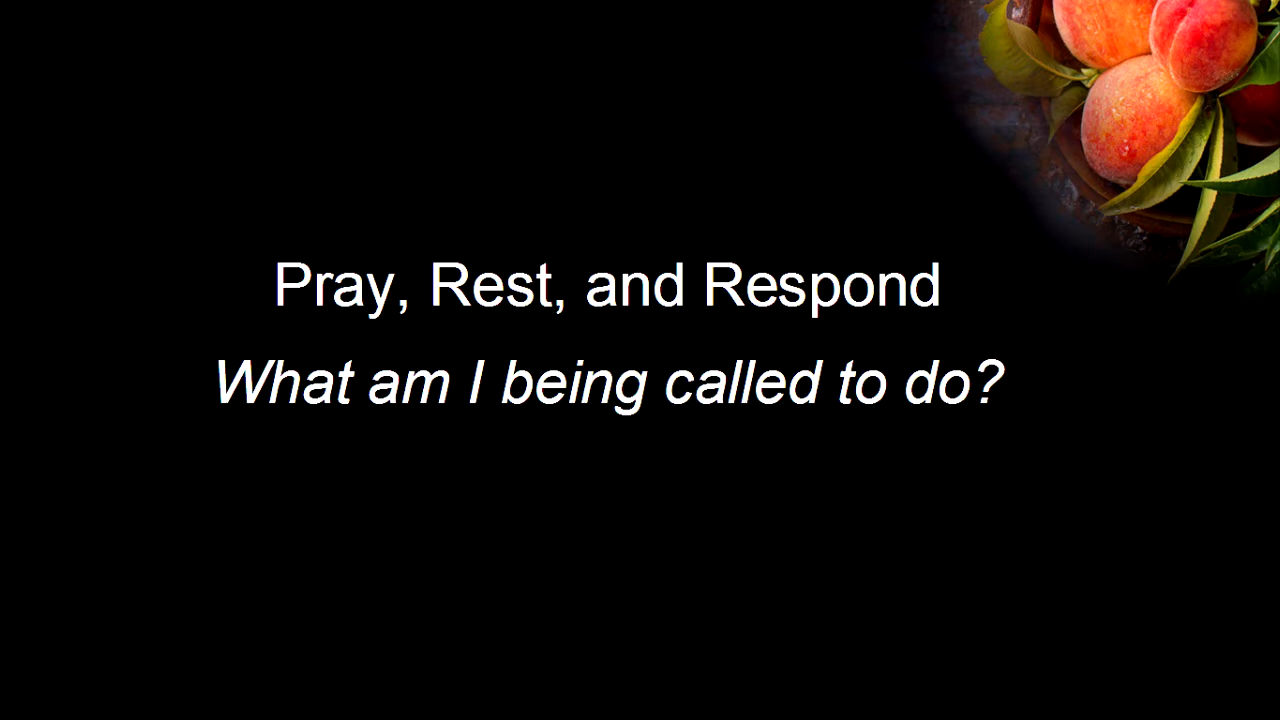 Pray, Rest, and Respond
What am I being called to do?